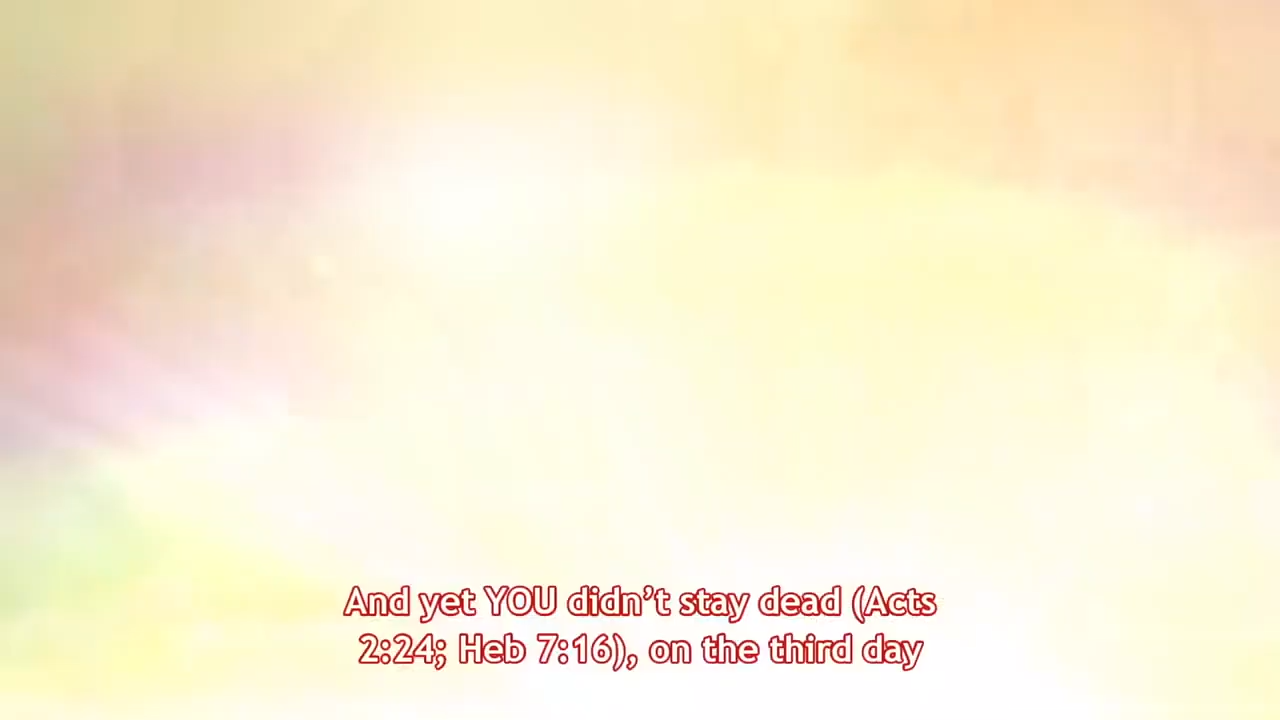 And yet YOU didn’t stay dead (Acts
2:24; Heb 7:16), on the third day